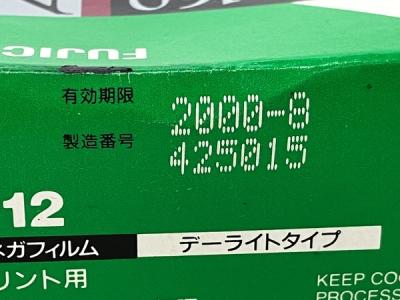 FUJIC
有効期限 2000-8
製造番号 425015
12
ネガフィルム デーライトタイプ
リント用
KEEP COO
PROCESS